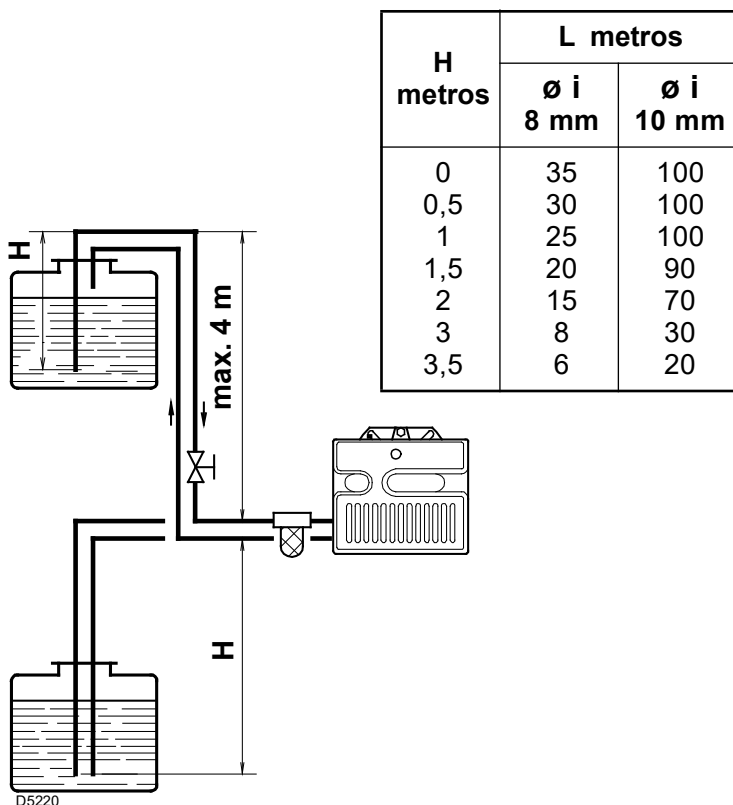 H metros
L metros
ø i 8 mm
ø i 10 mm
0 35 100
0,5 30 100
1 25 100
1,5 20 90
2 15 70
3 8 30
3,5 6 20
H
max. 4 m
H
D5220